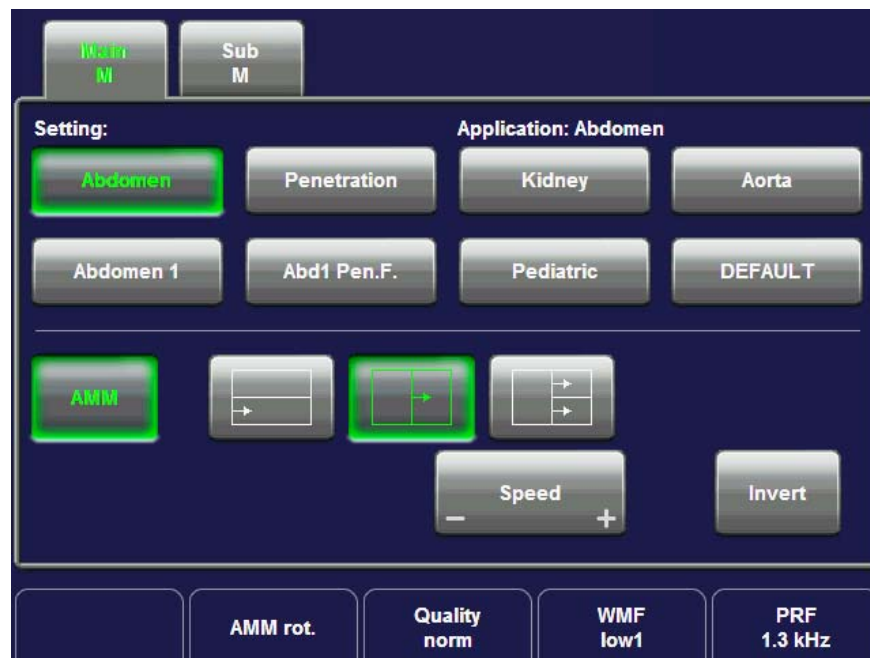 Main
M
Sub
M
Setting:
Application: Abdomen
Abdomen
Penetration
Kidney
Aorta
Abdomen 1
Abd1 Pen.F.
Pediatric
DEFAULT
AMM
Speed
− +
Invert
AMM rot.
Quality
norm
WMF
low1
PRF
1.3 kHz